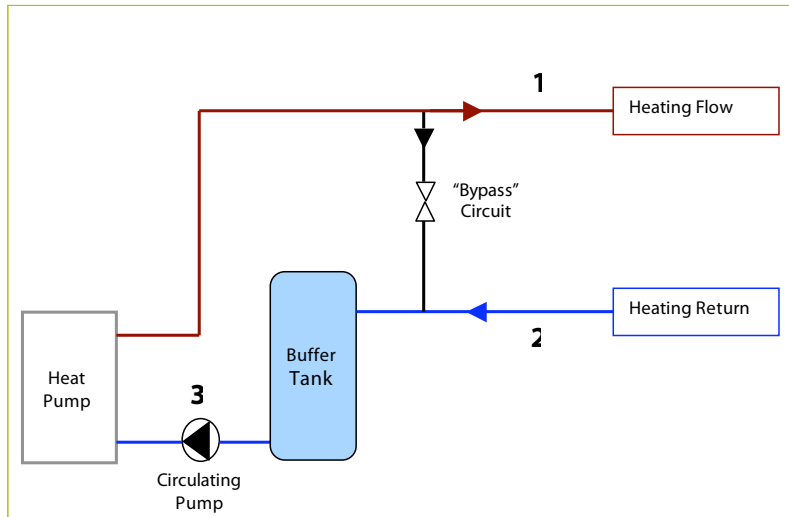 1
Heating Flow
“Bypass”
Circuit
Heating Return
2
Buffer
Tank
Heat
Pump
3
Circulating
Pump